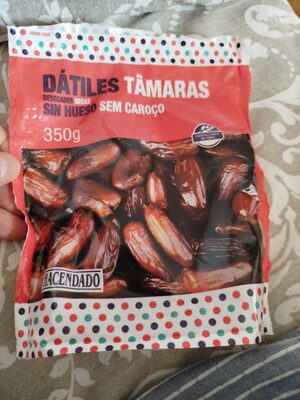 DÁTILES TÂMARAS
DESECADOS SECAS
SIN HUESO SEM CAROÇO
350g
HACENDADO